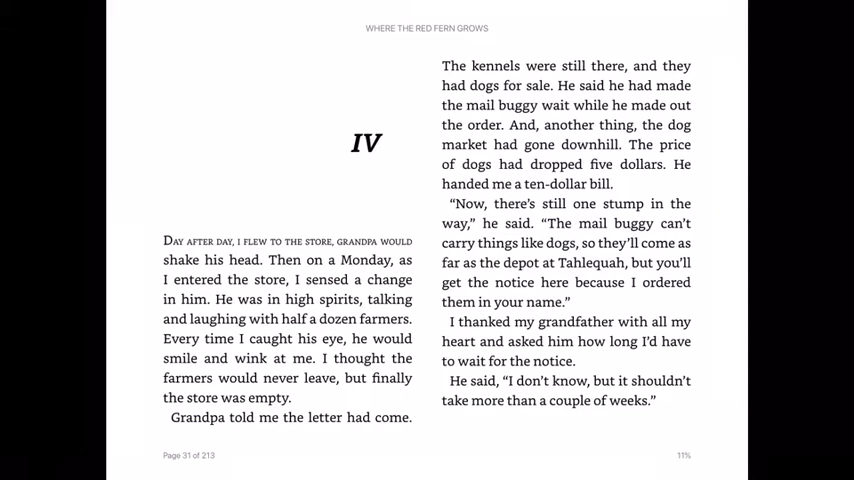 WHERE THE RED FERN GROWS
IV
DAY AFTER DAY, I FLEW TO THE STORE, GRANDPA WOULD
shake his head. Then on a Monday, as
I entered the store, I sensed a change
in him. He was in high spirits, talking
and laughing with half a dozen farmers.
Every time I caught his eye, he would
smile and wink at me. I thought the
farmers would never leave, but finally
the store was empty.
Grandpa told me the letter had come.
The kennels were still there, and they
had dogs for sale. He said he had made
the mail buggy wait while he made out
the order. And, another thing, the dog
market had gone downhill. The price
of dogs had dropped five dollars. He
handed me a ten-dollar bill.
“Now, there’s still one stump in the
way,” he said. “The mail buggy can’t
carry things like dogs, so they’ll come as
far as the depot at Tahlequah, but you’ll
get the notice here because I ordered
them in your name.”
I thanked my grandfather with all my
heart and asked him how long I’d have
to wait for the notice.
He said, “I don’t know, but it shouldn’t
take more than a couple of weeks.”
Page 31 of 213
11%